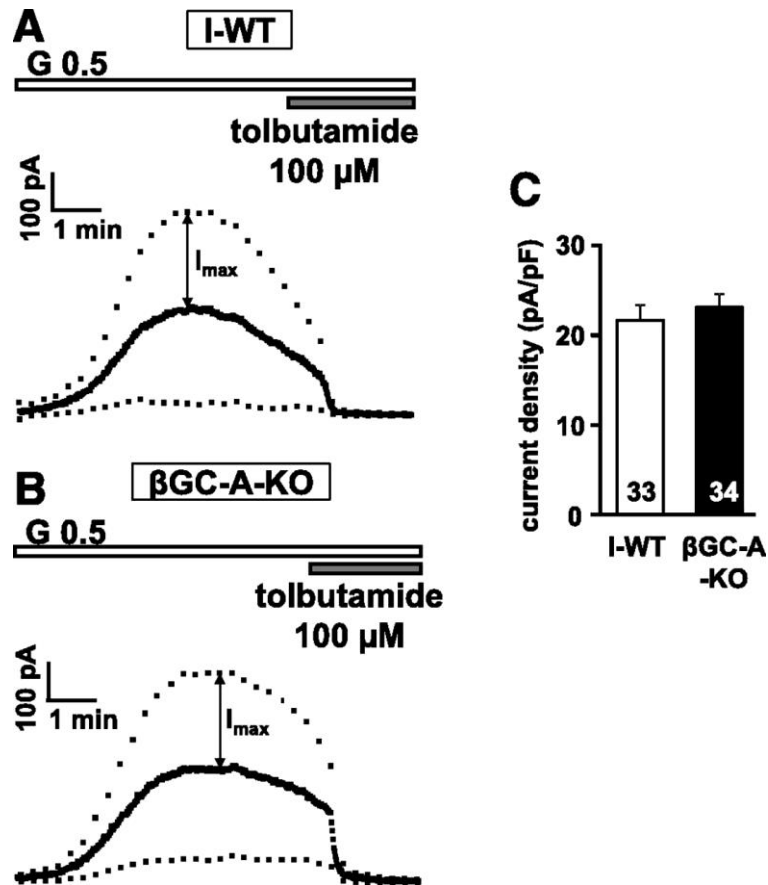 A
I-WT
G 0.5
tolbutamide
100 µM
100 pA
1 min
Imax
B
βGC-A-KO
G 0.5
tolbutamide
100 µM
100 pA
1 min
Imax
C
current density (pA/pF)
30
20
10
0
33
34
I-WT
βGC-A
-KO